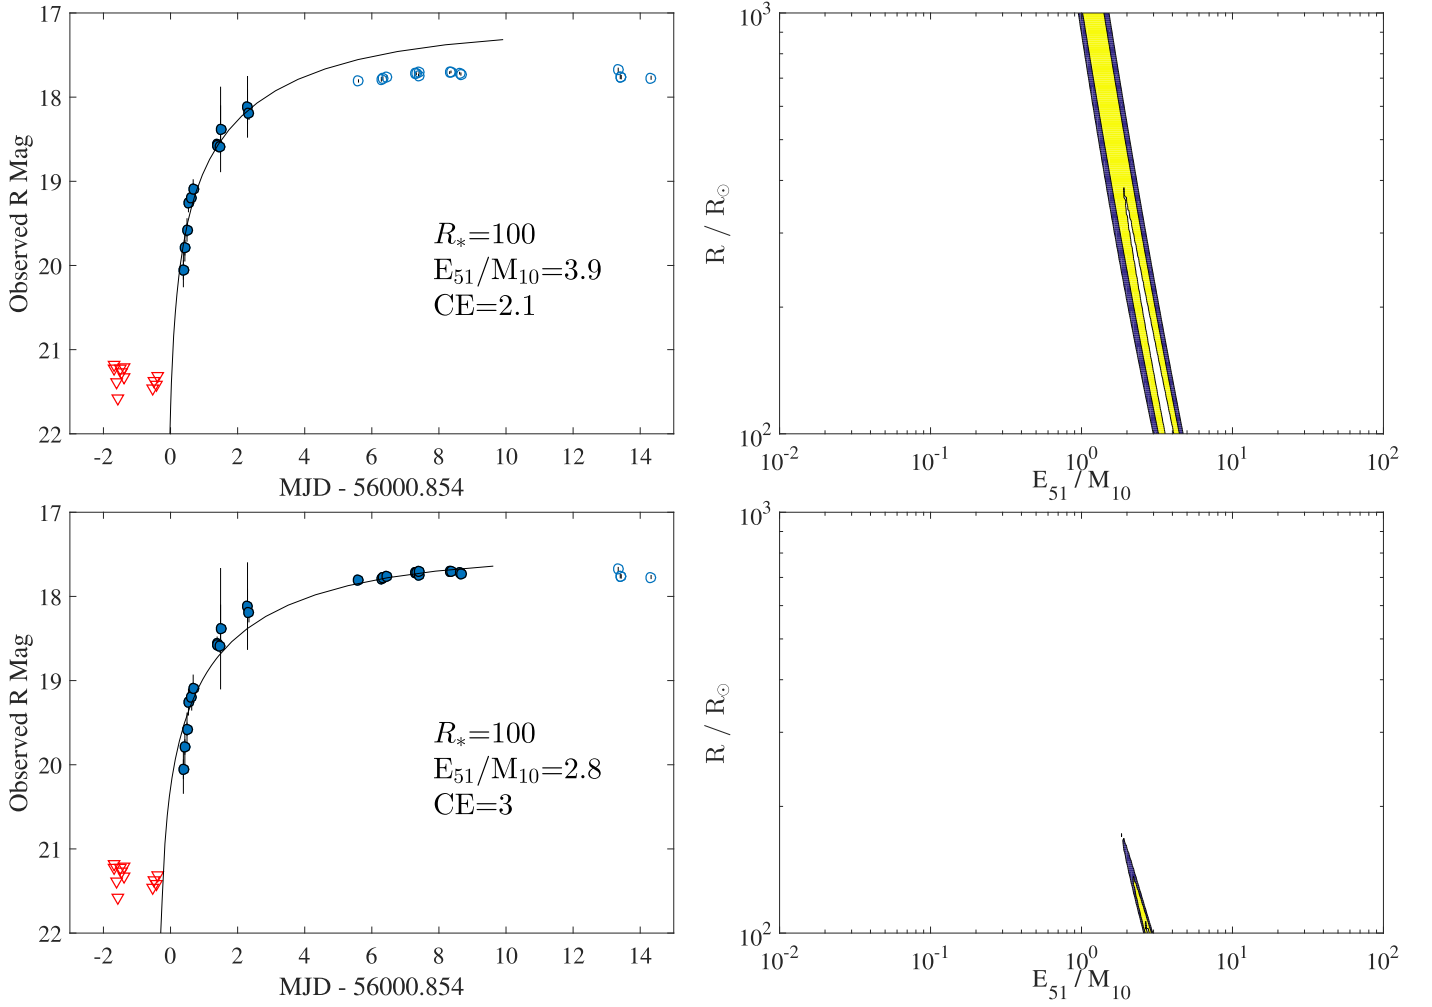 17
18
19
20
21
22
Observed R Mag
R*=100
E51/M10=3.9
CE=2.1
-2 0 2 4 6 8 10 12 14
MJD - 56000.854
10^3
R / R☉
10^2
10^-2 10^-1 10^0 10^1 10^2
E51/M10
17
18
19
20
21
22
Observed R Mag
R*=100
E51/M10=2.8
CE=3
-2 0 2 4 6 8 10 12 14
MJD - 56000.854
10^3
R / R☉
10^2
10^-2 10^-1 10^0 10^1 10^2
E51/M10